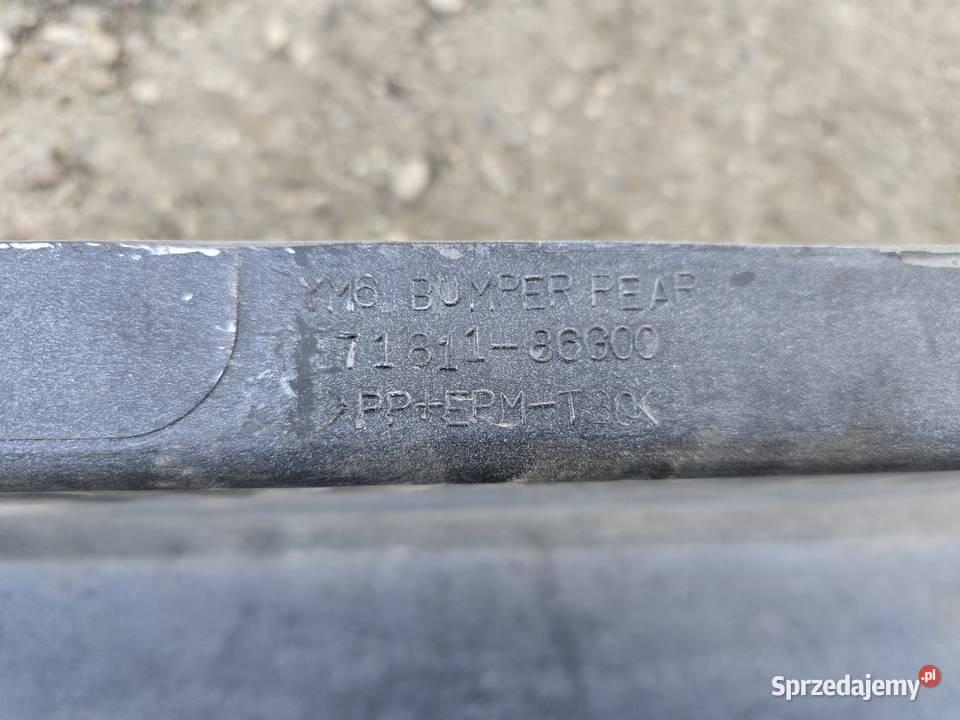 YM6 BUMPER REAR
71811-86G00
>PP+EPM-T30<
Sprzedajemy.pl